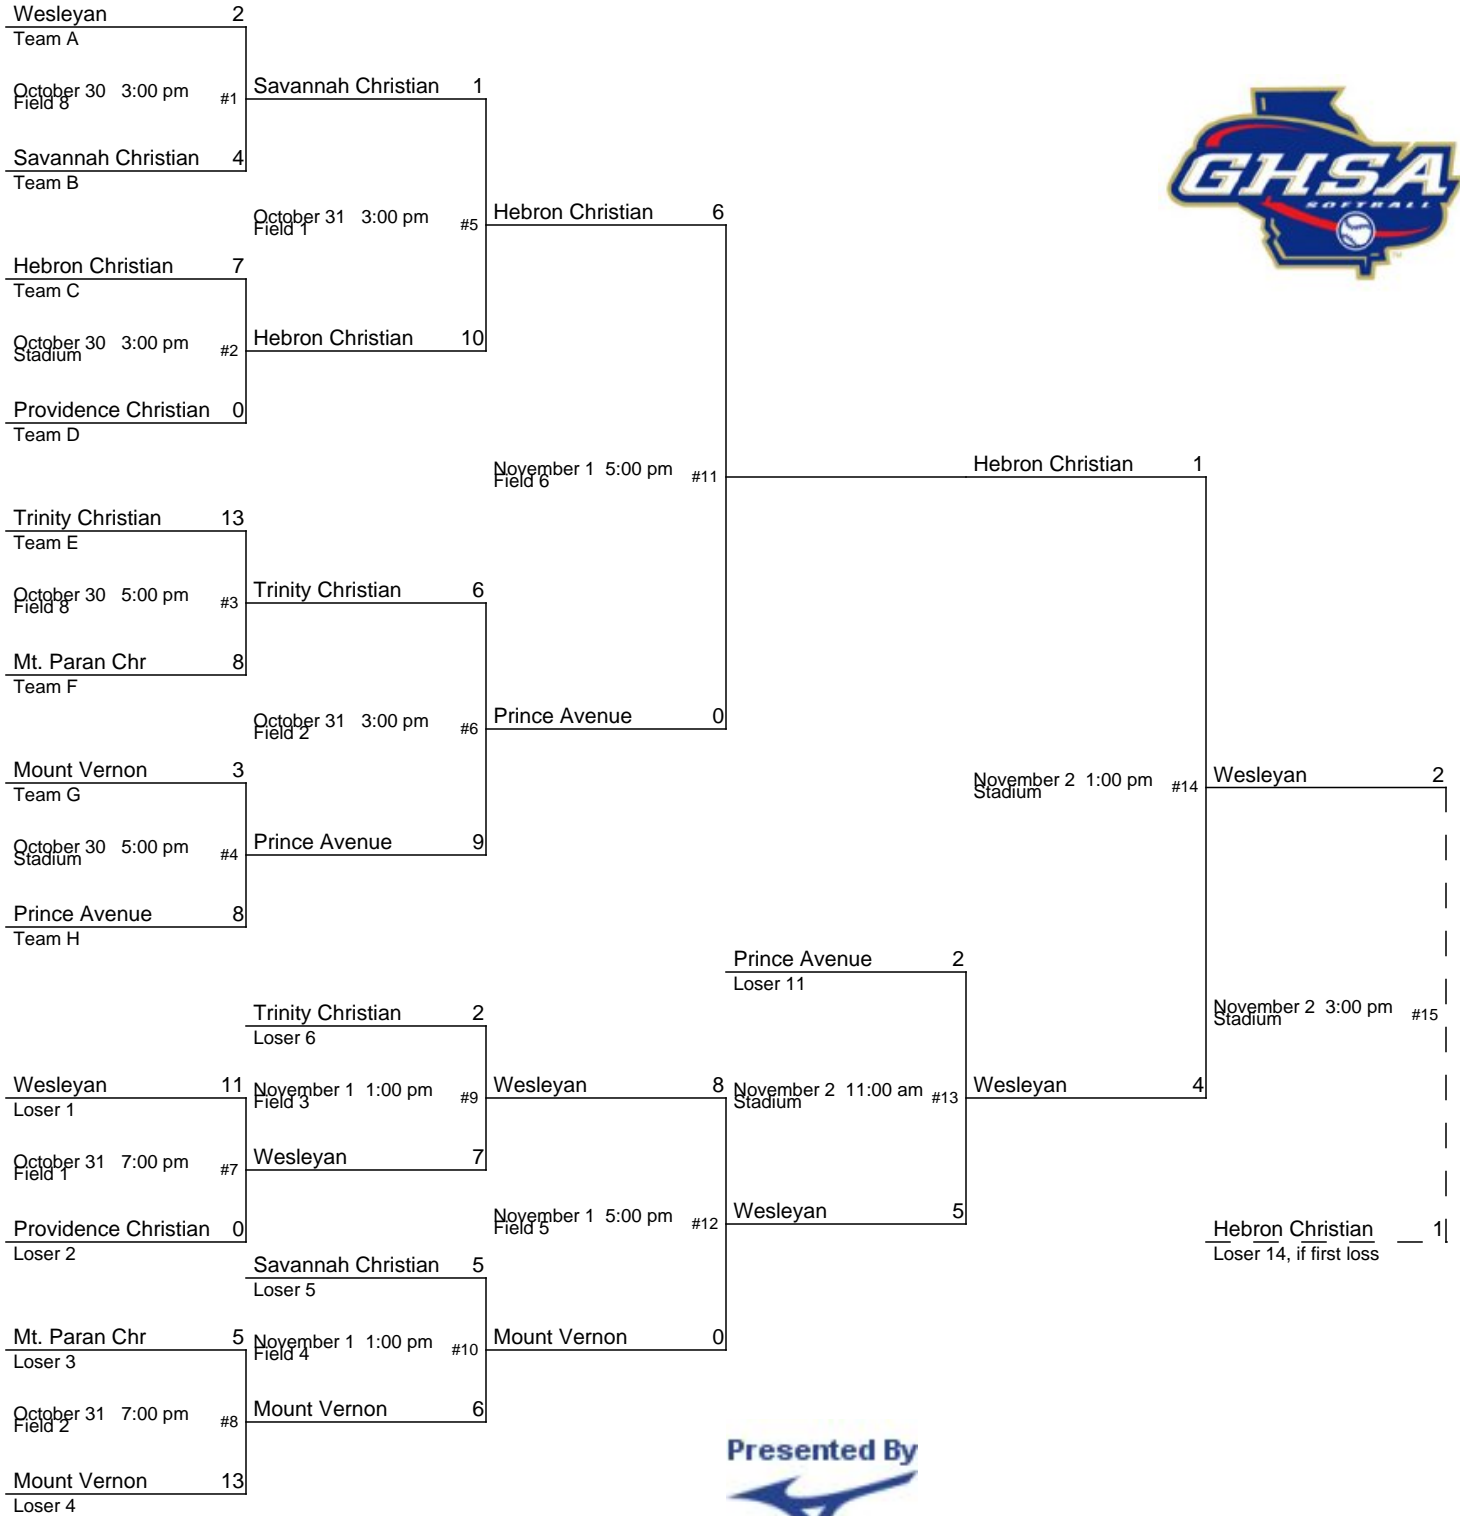 Wesleyan 2
Team A
October 30 3:00 pm #1
Field 8
Savannah Christian 4
Team B
Savannah Christian 1
October 31 3:00 pm #5
Field 1
Hebron Christian 6
Hebron Christian 7
Team C
October 30 3:00 pm #2
Stadium
Hebron Christian 10
Providence Christian 0
Team D
GHSA
SOFTBALL
TM
November 1 5:00 pm #11
Field 6
Hebron Christian 1
Trinity Christian 13
Team E
October 30 5:00 pm #3
Field 8
Trinity Christian 6
Mt. Paran Chr 8
Team F
October 31 3:00 pm #6
Field 2
Prince Avenue 0
Mount Vernon 3
Team G
October 30 5:00 pm #4
Stadium
Prince Avenue 9
Prince Avenue 8
Team H
November 2 1:00 pm #14
Stadium
Wesleyan 2
Prince Avenue 2
Loser 11
November 2 3:00 pm #15
Stadium
Trinity Christian 2
Loser 6
Wesleyan 11
Loser 1
November 1 1:00 pm #9
Field 3
Wesleyan 8
November 2 11:00 am #13
Stadium
Wesleyan 4
October 31 7:00 pm #7
Field 1
Wesleyan 7
Providence Christian 0
Loser 2
November 1 5:00 pm #12
Field 5
Wesleyan 5
Hebron Christian 1
Loser 14, if first loss
Savannah Christian 5
Loser 5
Mt. Paran Chr 5
Loser 3
November 1 1:00 pm #10
Field 4
Mount Vernon 0
October 31 7:00 pm #8
Field 2
Mount Vernon 6
Mount Vernon 13
Loser 4
Presented By